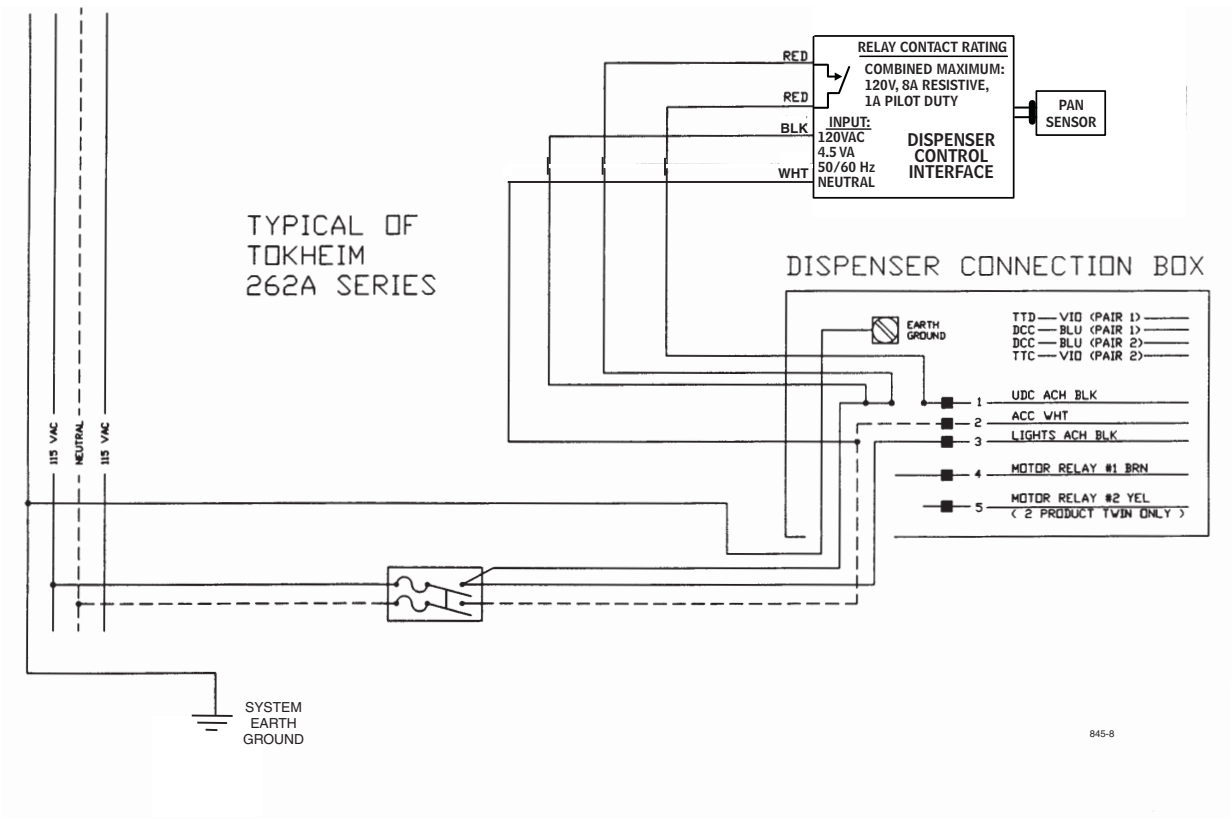 RED
RED
BLK
WHT
RELAY CONTACT RATING
COMBINED MAXIMUM:
120V, 8A RESISTIVE,
1A PILOT DUTY
INPUT:
120VAC
4.5 VA
50/60 Hz
NEUTRAL
DISPENSER
CONTROL
INTERFACE
PAN
SENSOR
TYPICAL OF
TOKHEIM
262A SERIES
DISPENSER CONNECTION BOX
EARTH
GROUND
TTD VIO (PAIR 1)
DCC BLU (PAIR 1)
DCC BLU (PAIR 2)
TTC VIO (PAIR 2)
1 UDC ACH BLK
2 ACC WHT
3 LIGHTS ACH BLK
4 MOTOR RELAY #1 BRN
5 MOTOR RELAY #2 YEL
( 2 PRODUCT TWIN ONLY )
115 VAC
NEUTRAL
115 VAC
SYSTEM
EARTH
GROUND
845-8